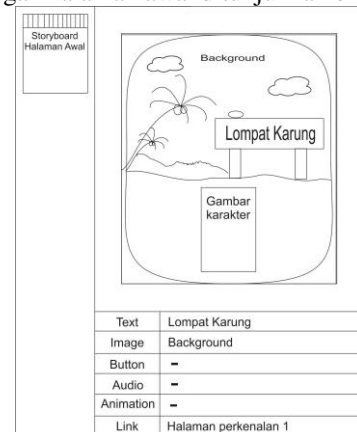 Storyboard
Halaman Awal
Background
Lompat Karung
Gambar
karakter
Text Lompat Karung
Image Background
Button -
Audio -
Animation -
Link Halaman perkenalan 1